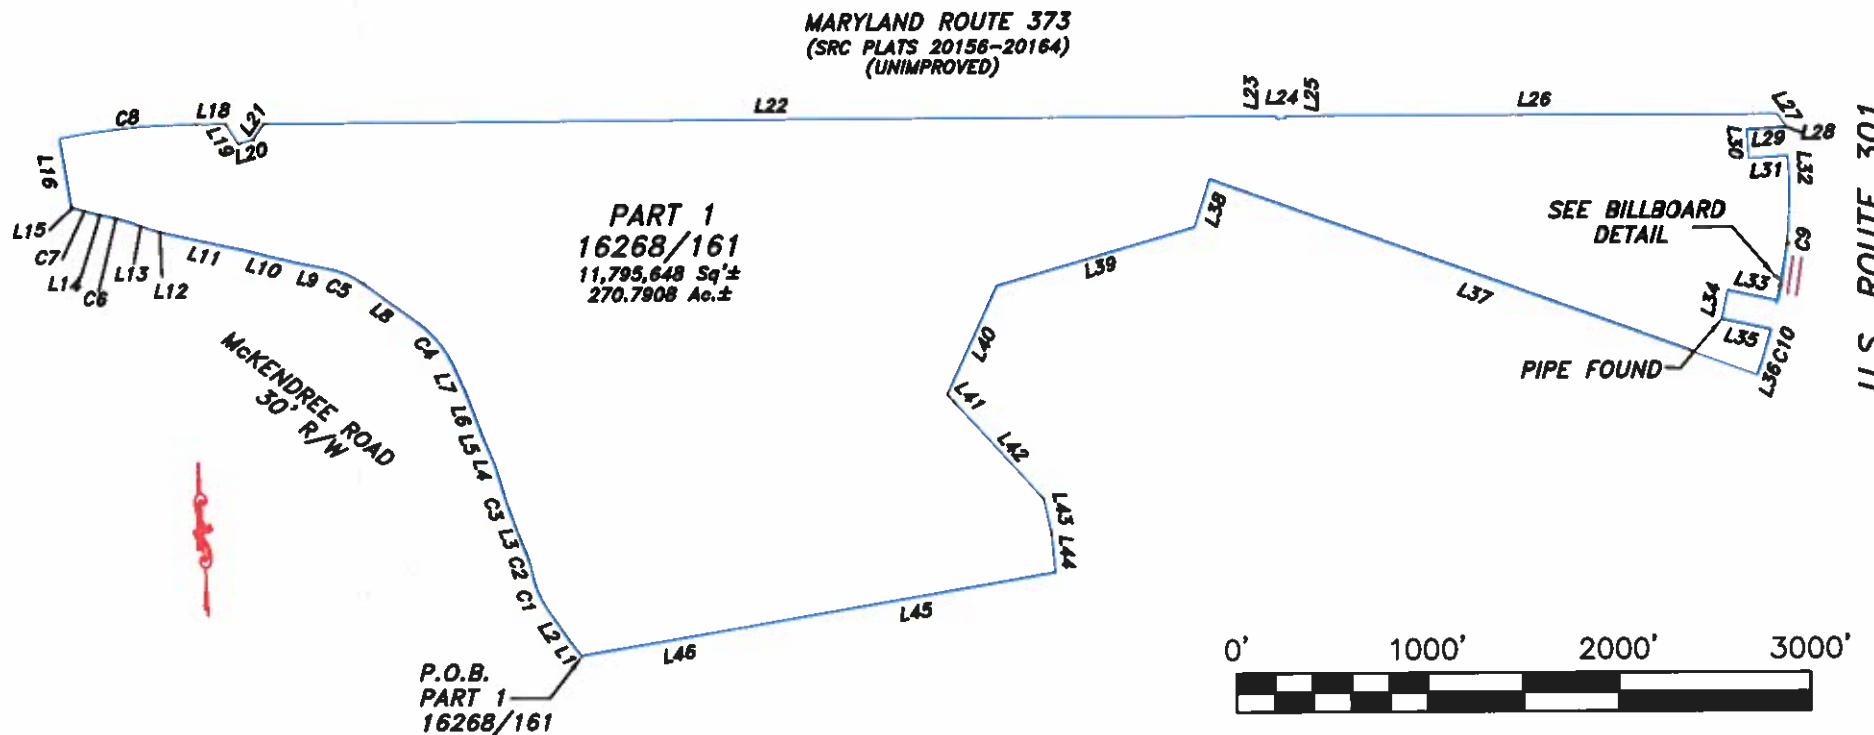 MARYLAND ROUTE 373
(SRC PLATS 20156-20164)
(UNIMPROVED)
C8
L18
L21
L19
L20
L22
L23
L24
L25
L26
L27
L28
L29
L30
L31
L32
U.S. ROUTE 301
L16
L15
C7
L14
C6
L13
L12
L11
L10
L9
C5
L8
C4
L7
L6
L5
L4
C3
L3
C2
C1
L2
L1
PART 1
16268/161
11,795,648 Sq'±
270.7908 Ac.±
McKENDREE ROAD
30' R/W
L38
L39
L37
L40
L41
L42
L43
L44
L45
L46
SEE BILLBOARD
DETAIL
C9
L33
L34
L35
C10
L36
PIPE FOUND
P.O.B.
PART 1
16268/161
0' 1000' 2000' 3000'